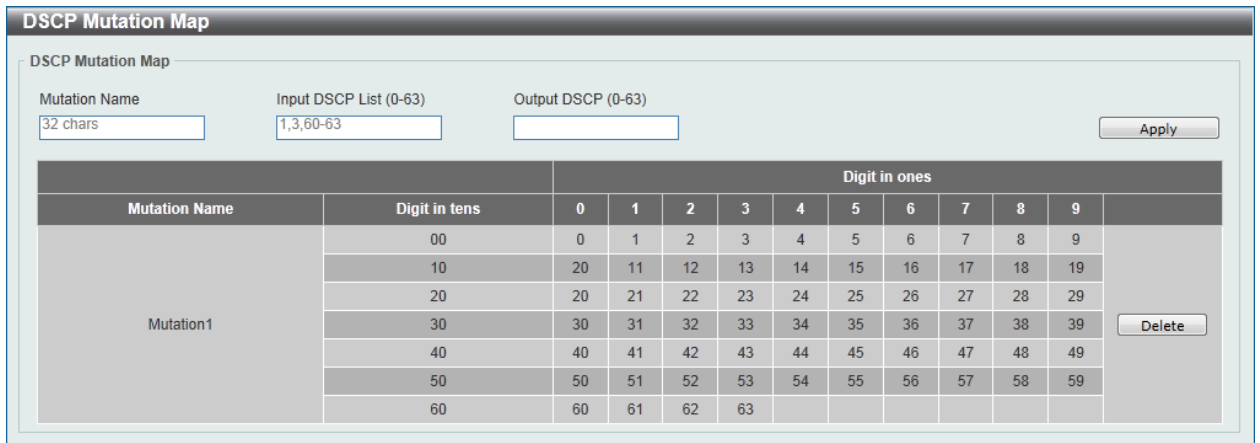 DSCP Mutation Map
DSCP Mutation Map
Mutation Name Input DSCP List (0-63) Output DSCP (0-63)
32 chars 1,3,60-63 Apply
Digit in ones
Mutation Name Digit in tens 0 1 2 3 4 5 6 7 8 9
00 0 1 2 3 4 5 6 7 8 9
10 20 11 12 13 14 15 16 17 18 19
20 20 21 22 23 24 25 26 27 28 29
Mutation1 30 30 31 32 33 34 35 36 37 38 39 Delete
40 40 41 42 43 44 45 46 47 48 49
50 50 51 52 53 54 55 56 57 58 59
60 60 61 62 63